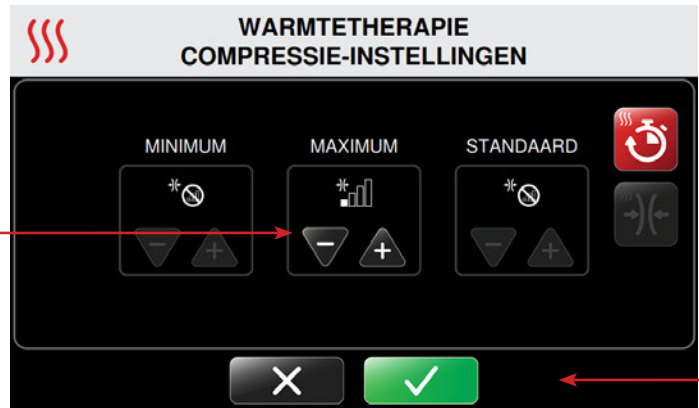 WARMTETHERAPIE
COMPRESSIE-INSTELLINGEN
MINIMUM MAXIMUM STANDAARD